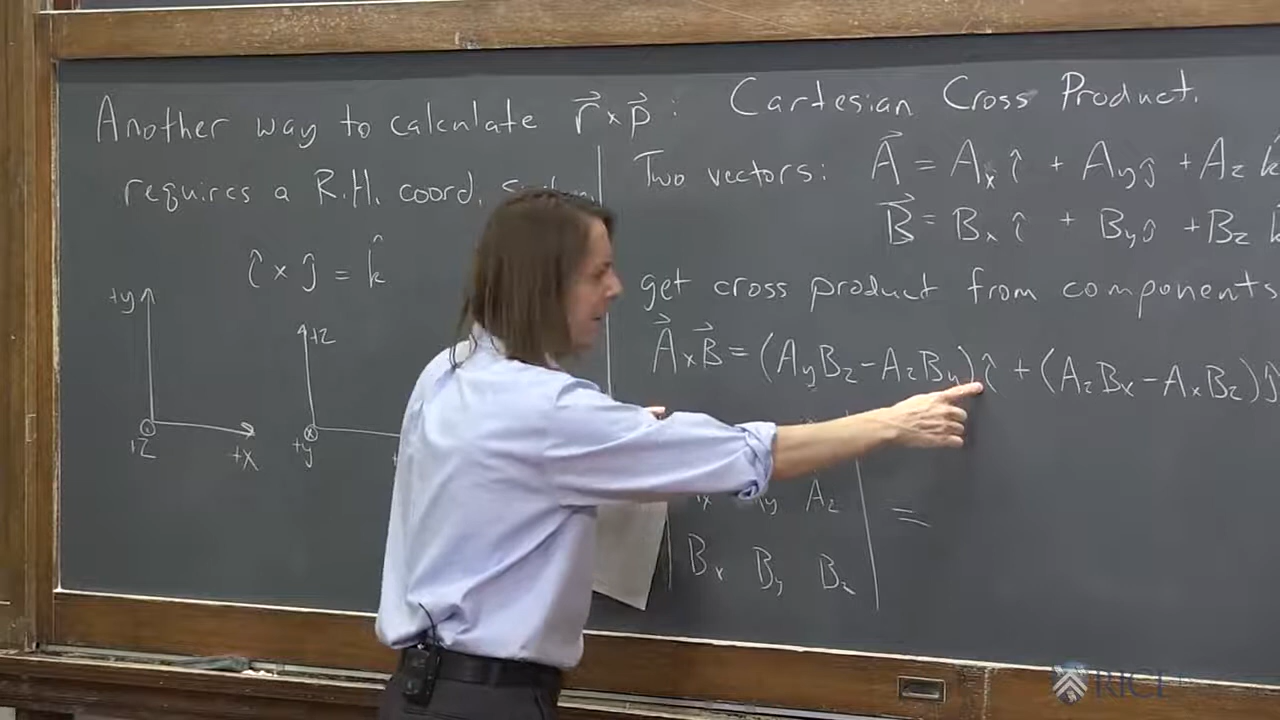 Another way to calculate r⃗ × p⃗ : Cartesian Cross Product.
requires a R.H. coord.
î × ĵ = k̂
+y
+z
+x
+z
+y
Two vectors: A⃗ = Aₓ î + A_y ĵ + A_z k̂
B⃗ = Bₓ î + B_y ĵ + B_z k̂
get cross product from components
A⃗ × B⃗ = (A_y B_z − A_z B_y) î + (A_z Bₓ − Aₓ B_z) ĵ
A_z =
Bₓ B_y B_z
RICE